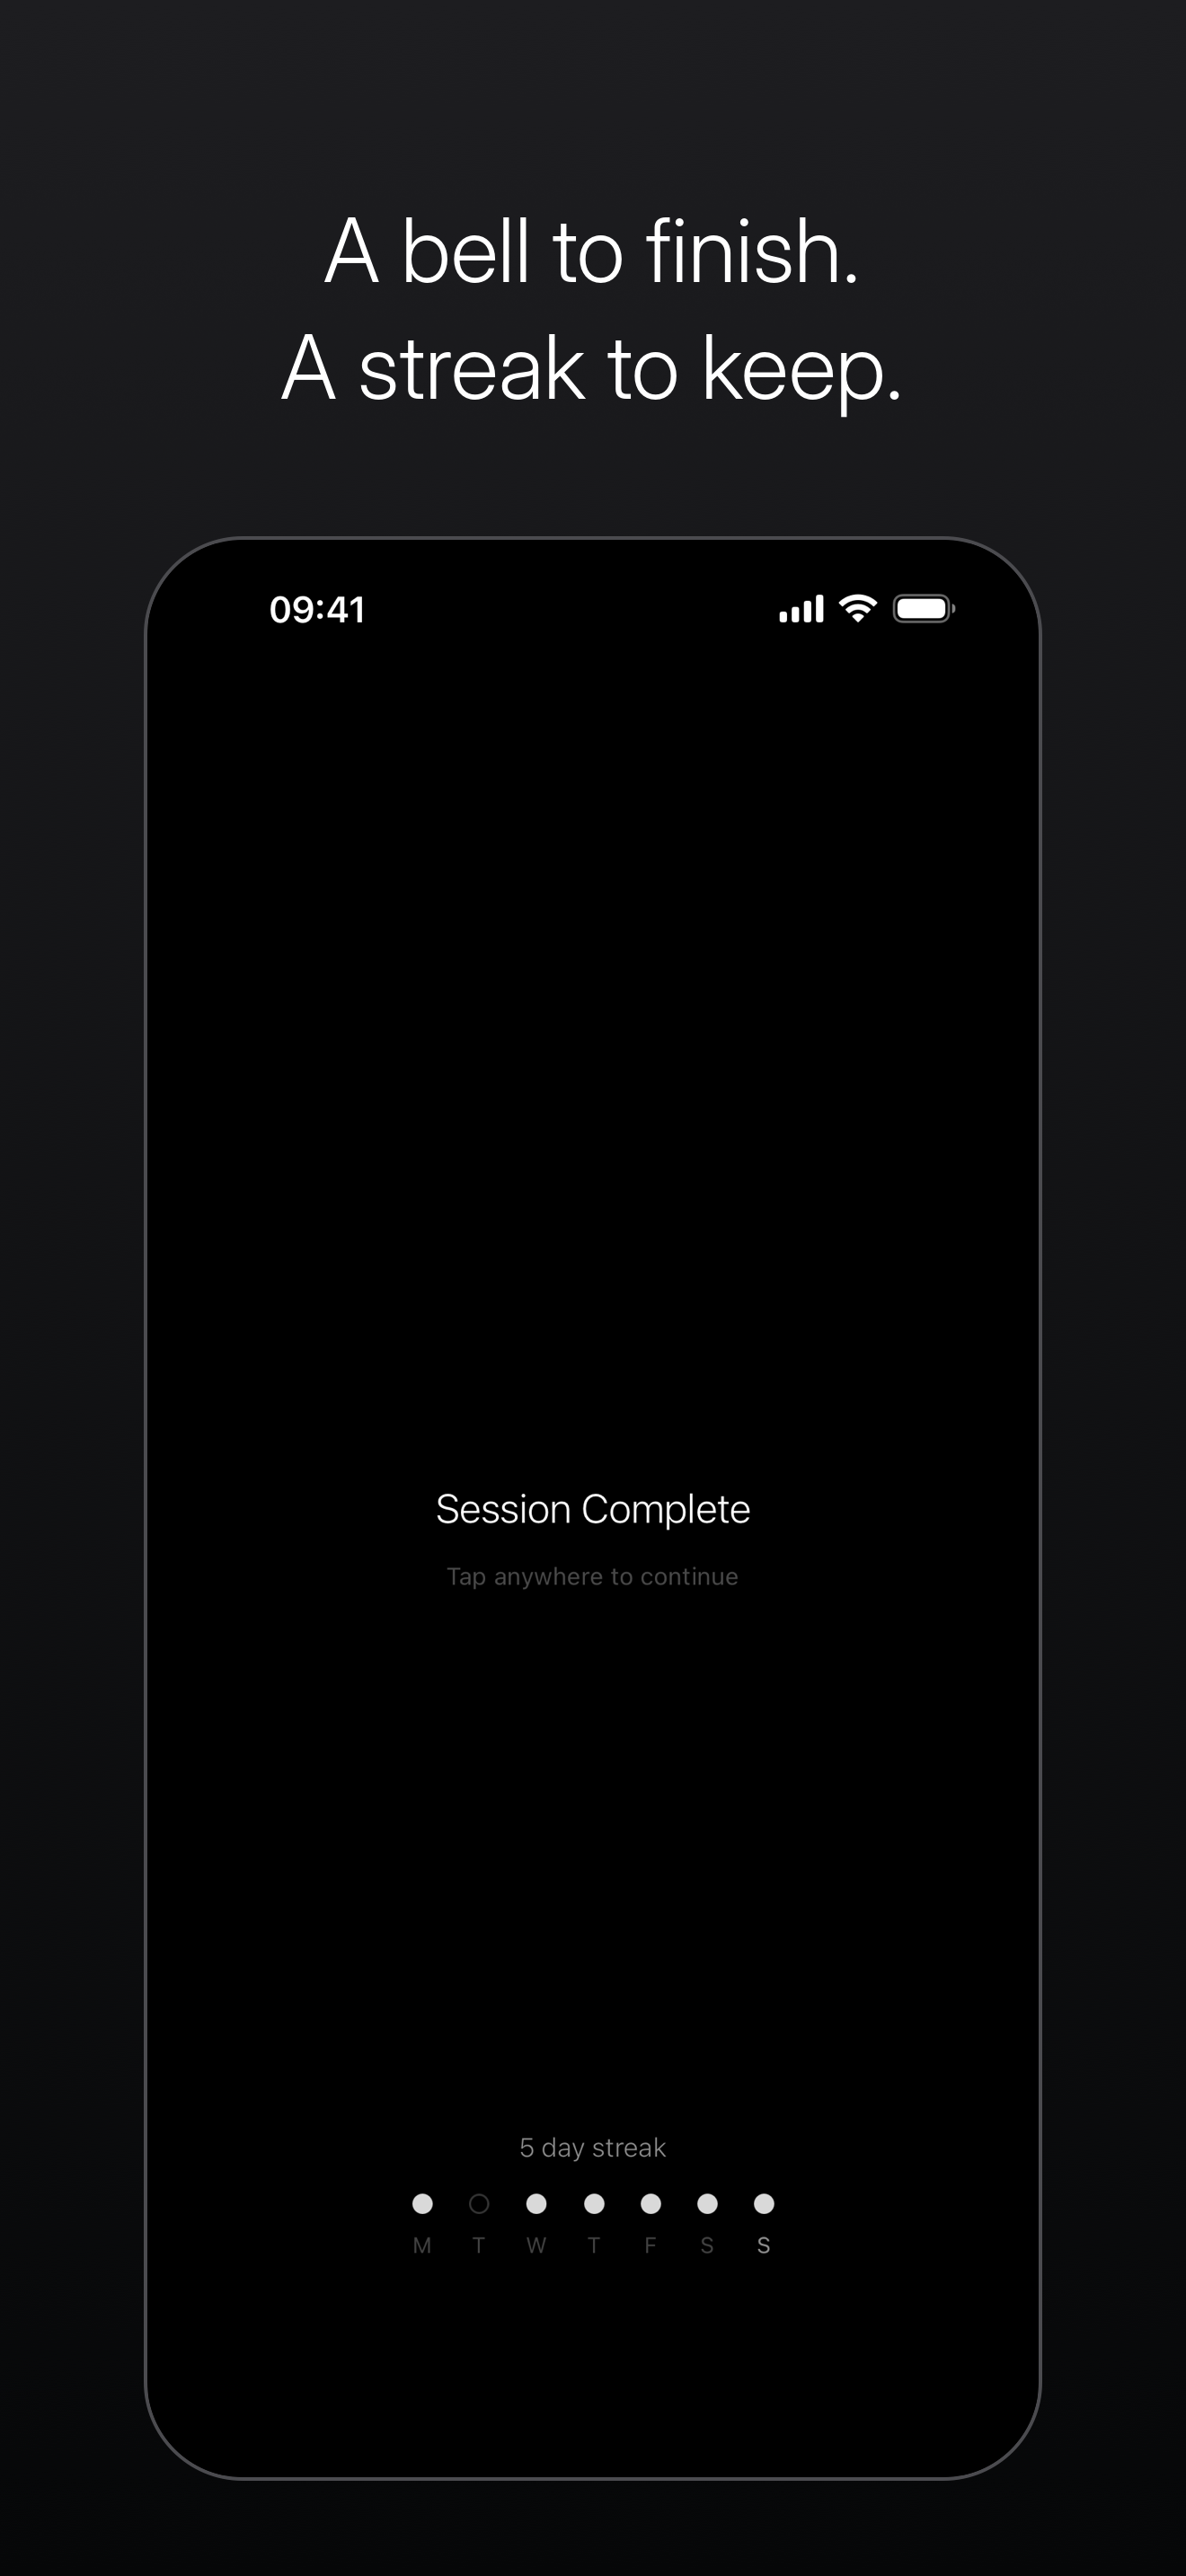 A bell to finish.
A streak to keep.
09:41
Session Complete
Tap anywhere to continue
5 day streak
M T W T F S S